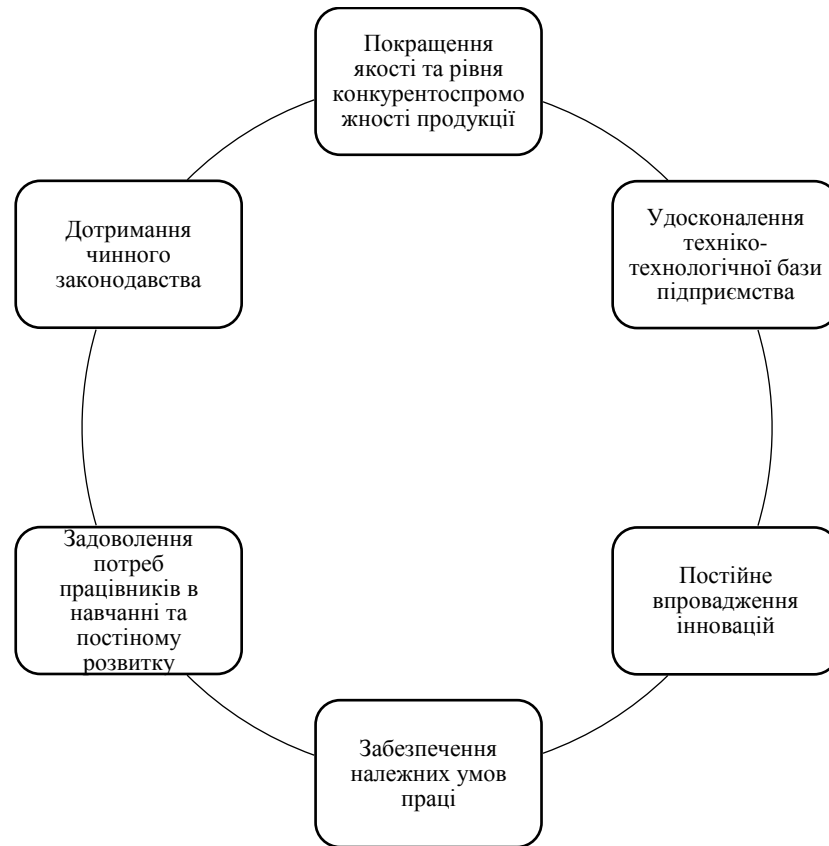 Покращення
якості та рівня
конкурентоспромо
жності продукції
Удосконалення
техніко-
технологічної бази
підприємства
Постійне
впровадження
інновацій
Забезпечення
належних умов
праці
Задоволення
потреб
працівників в
навчанні та
постіному
розвитку
Дотримання
чинного
законодавства